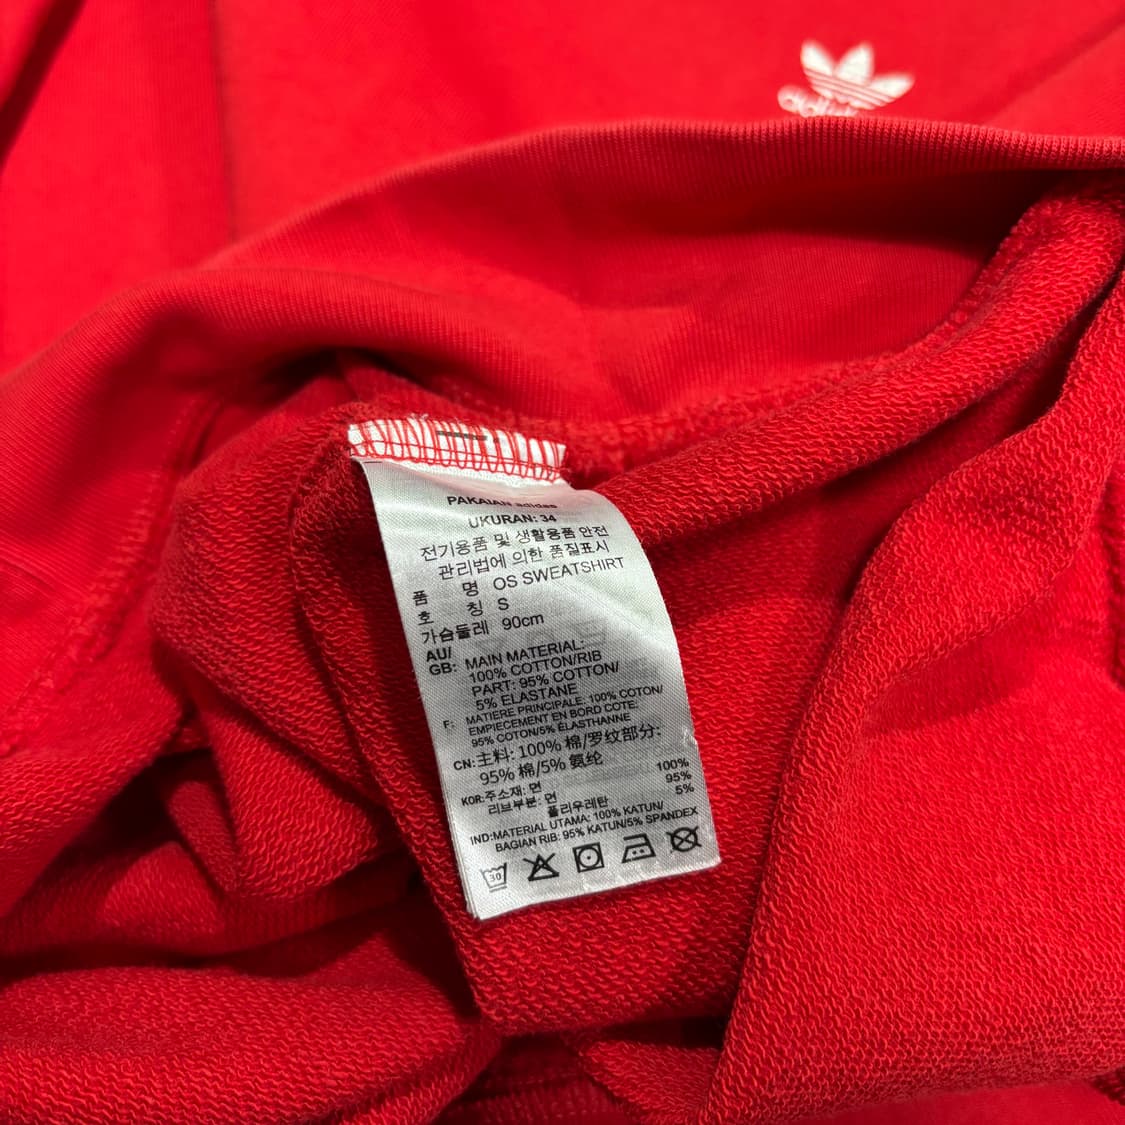 adidas
PAKAIAN adidas
UKURAN: 34
전기용품 및 생활용품 안전
관리법에 의한 품질표시
품 명 OS SWEATSHIRT
호 칭 S
가슴둘레 90cm
AU/
GB: MAIN MATERIAL:
100% COTTON/RIB
PART: 95% COTTON/
5% ELASTANE
F: MATIERE PRINCIPALE: 100% COTON/
EMPIECEMENT EN BORD COTE:
95% COTON/5% ÉLASTHANNE
CN: 主料: 100% 棉/罗纹部分:
95% 棉/5% 氨纶
KOR: 주소재: 면 100%
리브부분: 면 95%
폴리우레탄 5%
IND: MATERIAL UTAMA: 100% KATUN/
BAGIAN RIB: 95% KATUN/5% SPANDEX
30